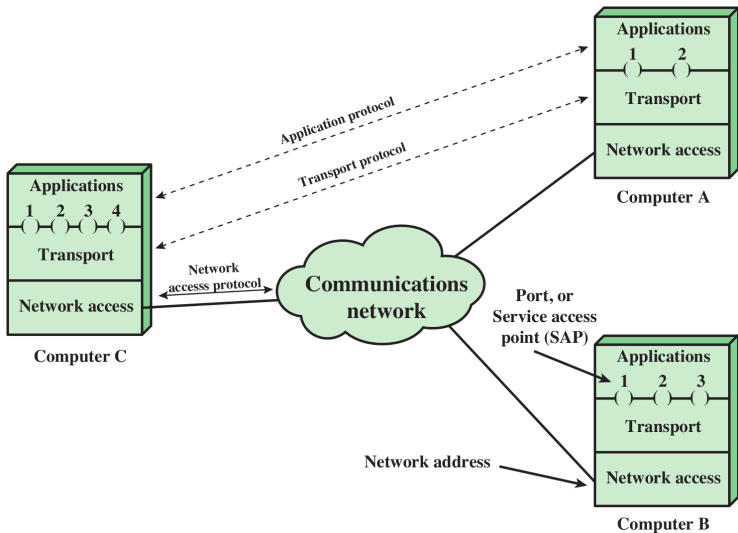 Applications
1 2
Transport
Network access
Computer A
Application protocol
Transport protocol
Applications
1 2 3 4
Transport
Network access
Computer C
Network
accesss protocol
Communications
network
Port, or
Service access
point (SAP)
Applications
1 2 3
Transport
Network access
Computer B
Network address